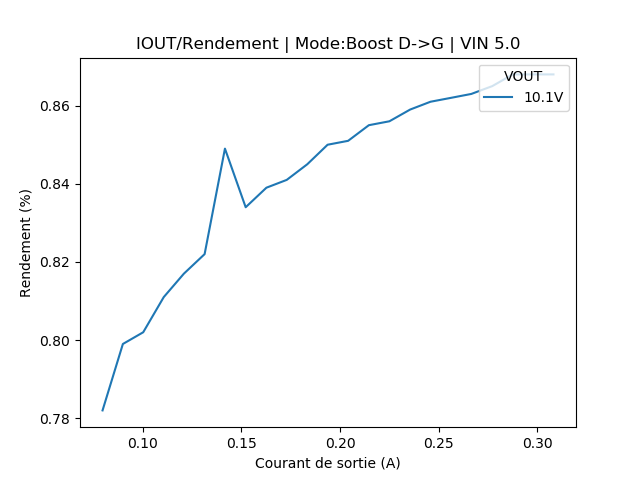 IOUT/Rendement | Mode:Boost D->G | VIN 5.0
VOUT
10.1V
0.86
0.84
0.82
0.80
0.78
Rendement (%)
0.10
0.15
0.20
0.25
0.30
Courant de sortie (A)